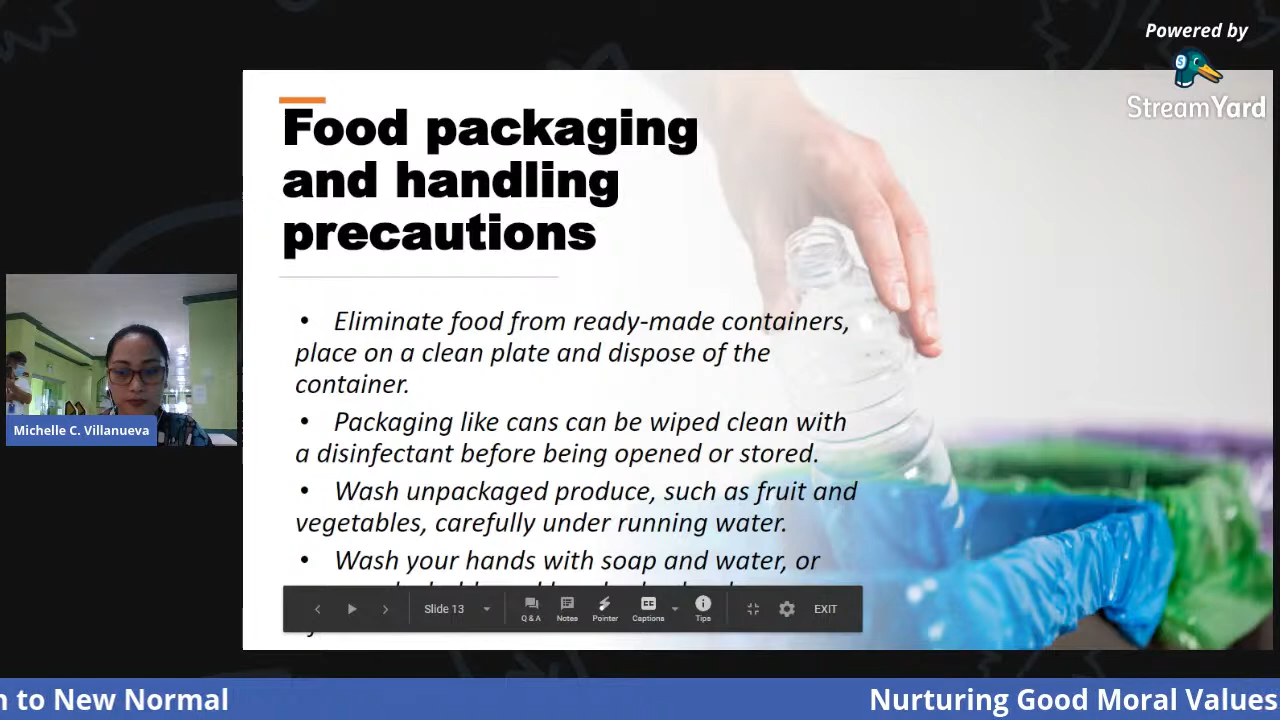 Powered by
StreamYard
Food packaging
and handling
precautions
• Eliminate food from ready-made containers,
place on a clean plate and dispose of the
container.
• Packaging like cans can be wiped clean with
a disinfectant before being opened or stored.
• Wash unpackaged produce, such as fruit and
vegetables, carefully under running water.
• Wash your hands with soap and water, or
Michelle C. Villanueva
Slide 13
Q & A
Notes
Pointer
Captions
Tips
EXIT
to New Normal
Nurturing Good Moral Values